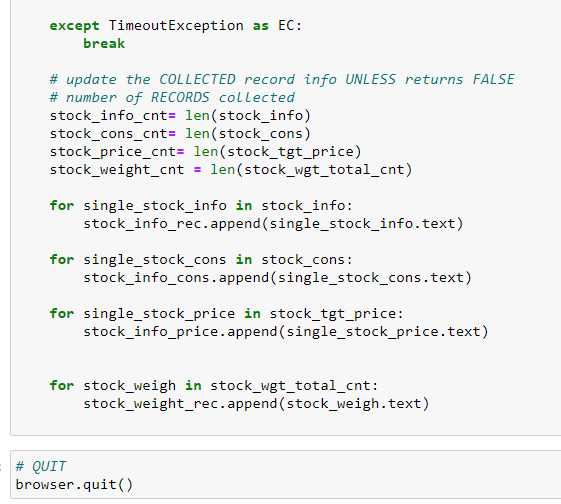 except TimeoutException as EC:
break
# update the COLLECTED record info UNLESS returns FALSE
# number of RECORDS collected
stock_info_cnt= len(stock_info)
stock_cons_cnt= len(stock_cons)
stock_price_cnt= len(stock_tgt_price)
stock_weight_cnt = len(stock_wgt_total_cnt)
for single_stock_info in stock_info:
stock_info_rec.append(single_stock_info.text)
for single_stock_cons in stock_cons:
stock_info_cons.append(single_stock_cons.text)
for single_stock_price in stock_tgt_price:
stock_info_price.append(single_stock_price.text)
for stock_weigh in stock_wgt_total_cnt:
stock_weight_rec.append(stock_weigh.text)
# QUIT
browser.quit()